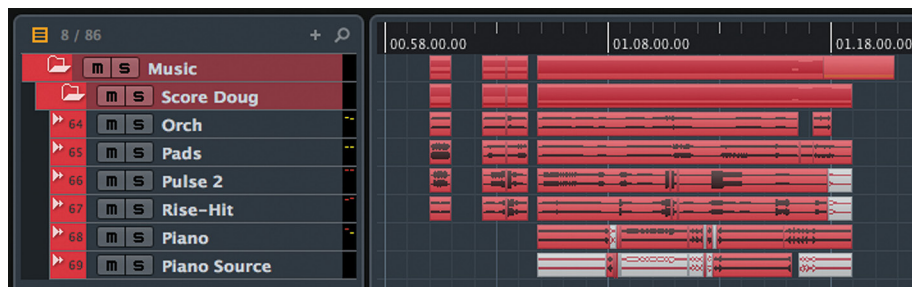 8 / 86 +
00.58.00.00 01.08.00.00 01.18.00.00
m S Music
m S Score Doug
64 m S Orch
65 m S Pads
66 m S Pulse 2
67 m S Rise-Hit
68 m S Piano
69 m S Piano Source